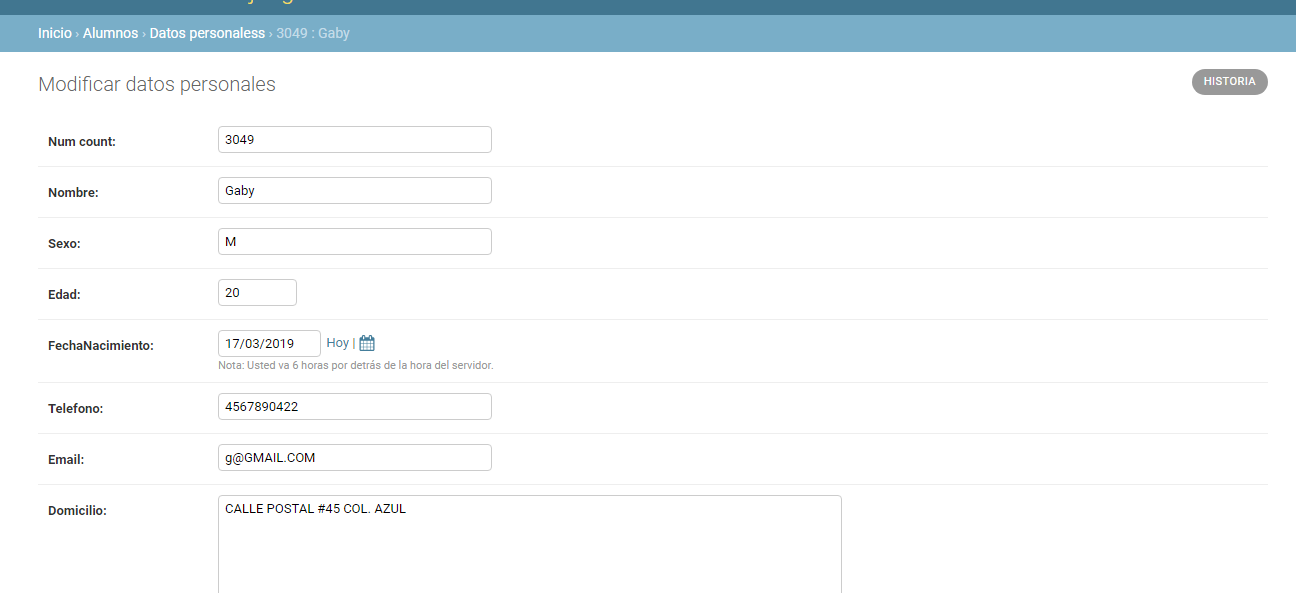 Inicio › Alumnos › Datos personaless › 3049 : Gaby
Modificar datos personales
HISTORIA
Num count: 3049
Nombre: Gaby
Sexo: M
Edad: 20
FechaNacimiento: 17/03/2019 Hoy |
Nota: Usted va 6 horas por detrás de la hora del servidor.
Telefono: 4567890422
Email: g@GMAIL.COM
Domicilio: CALLE POSTAL #45 COL. AZUL